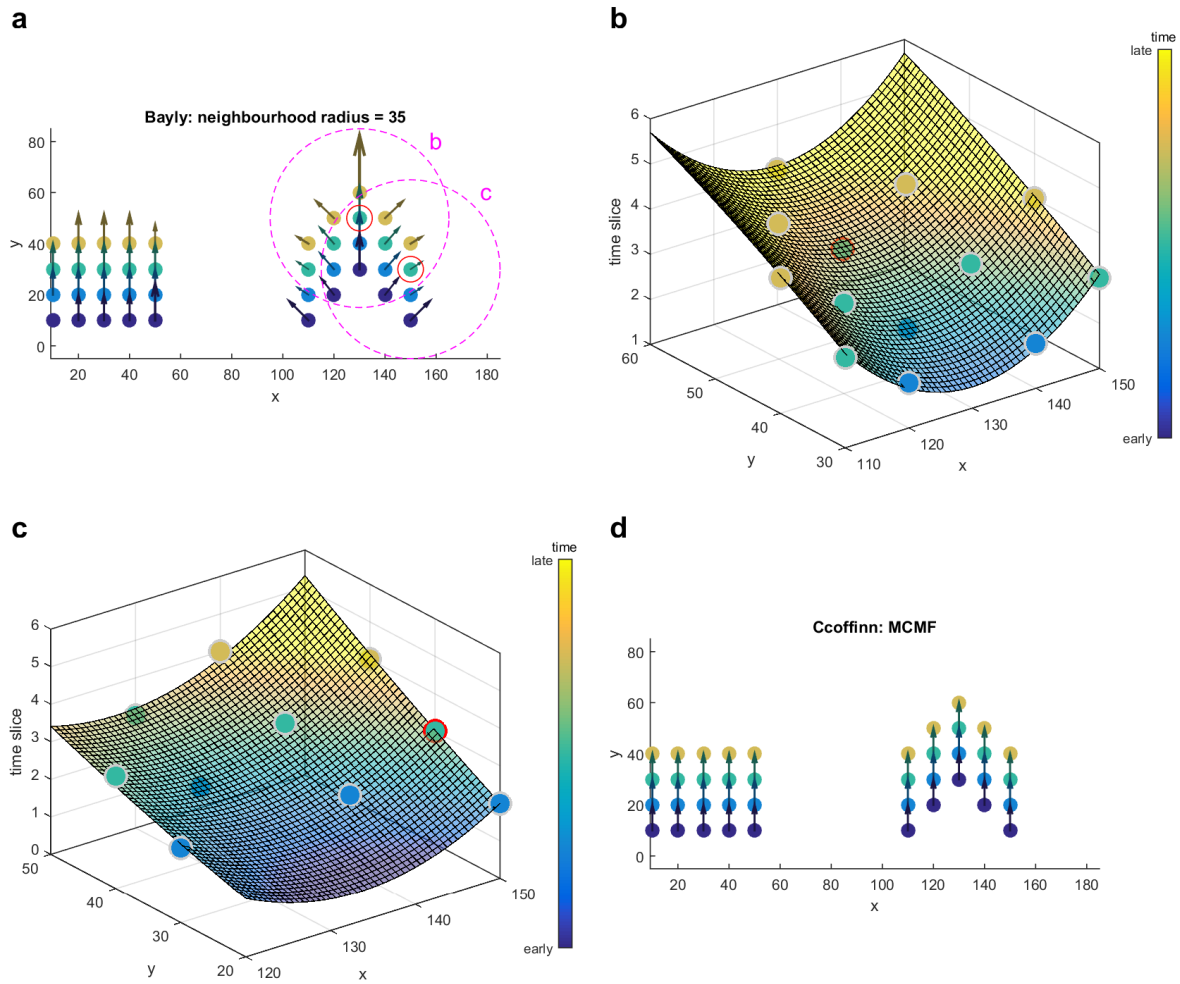 a
Bayly: neighbourhood radius = 35
b
c
80
60
40
20
0
y
20 40 60 80 100 120 140 160 180
x
b
time
late
early
6
5
4
3
2
1
time slice
60
50
40
30
y
110
120
130
140
150
x
c
time
late
early
6
5
4
3
2
1
0
time slice
50
40
30
20
y
120
130
140
150
x
d
Ccoffinn: MCMF
80
60
40
20
0
y
20 40 60 80 100 120 140 160 180
x